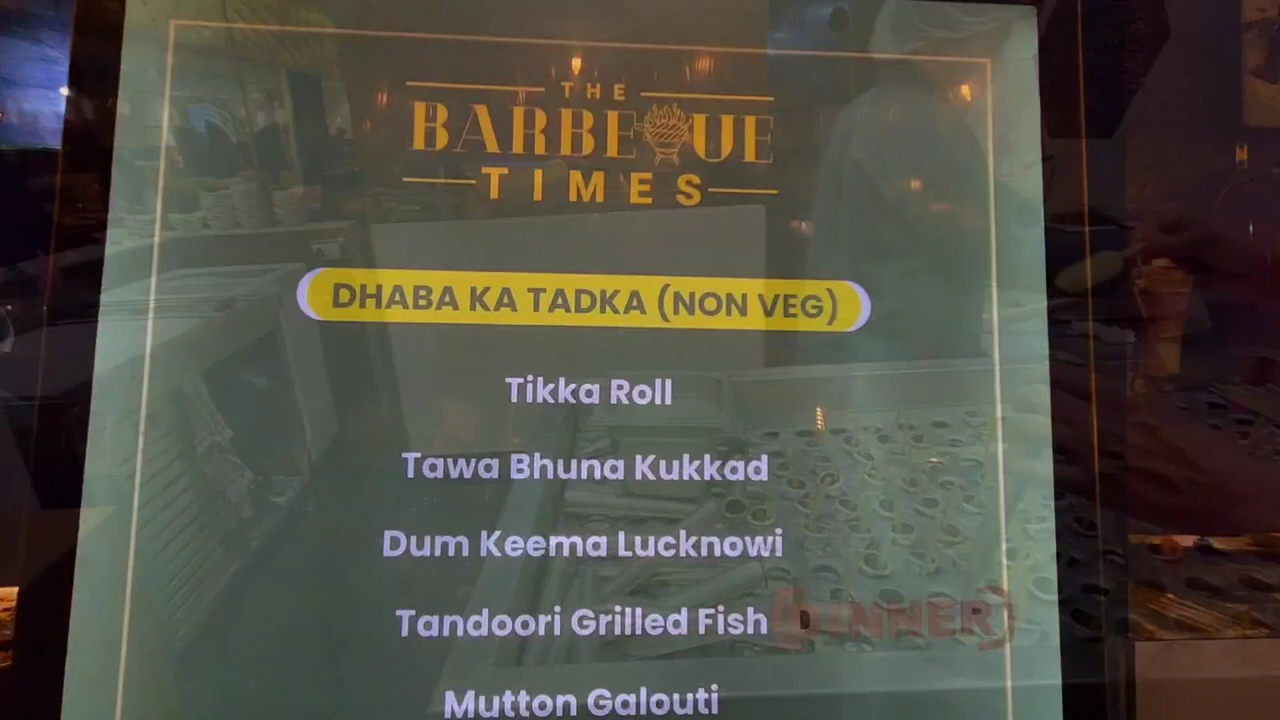 THE
BARBEQUE
TIMES
DHABA KA TADKA (NON VEG)
Tikka Roll
Tawa Bhuna Kukkad
Dum Keema Lucknowi
Tandoori Grilled Fish
DINNER
Mutton Galouti